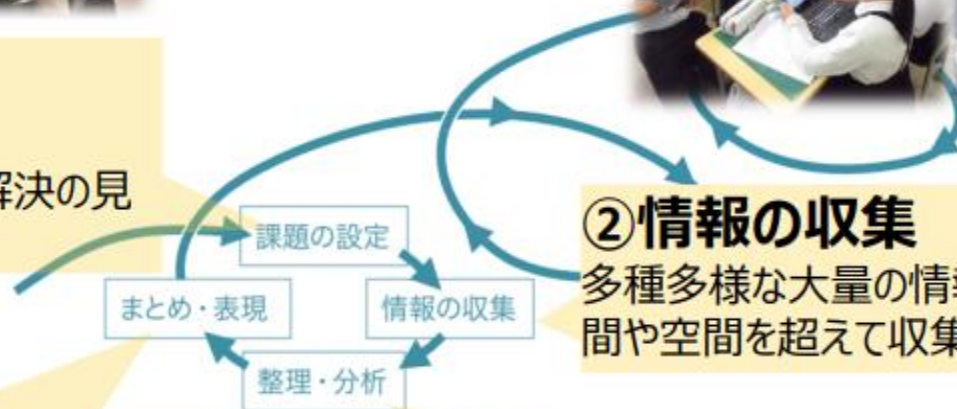 解決の見
課題の設定
まとめ・表現
情報の収集
整理・分析
②情報の収集
多種多様な大量の情報
間や空間を超えて収集